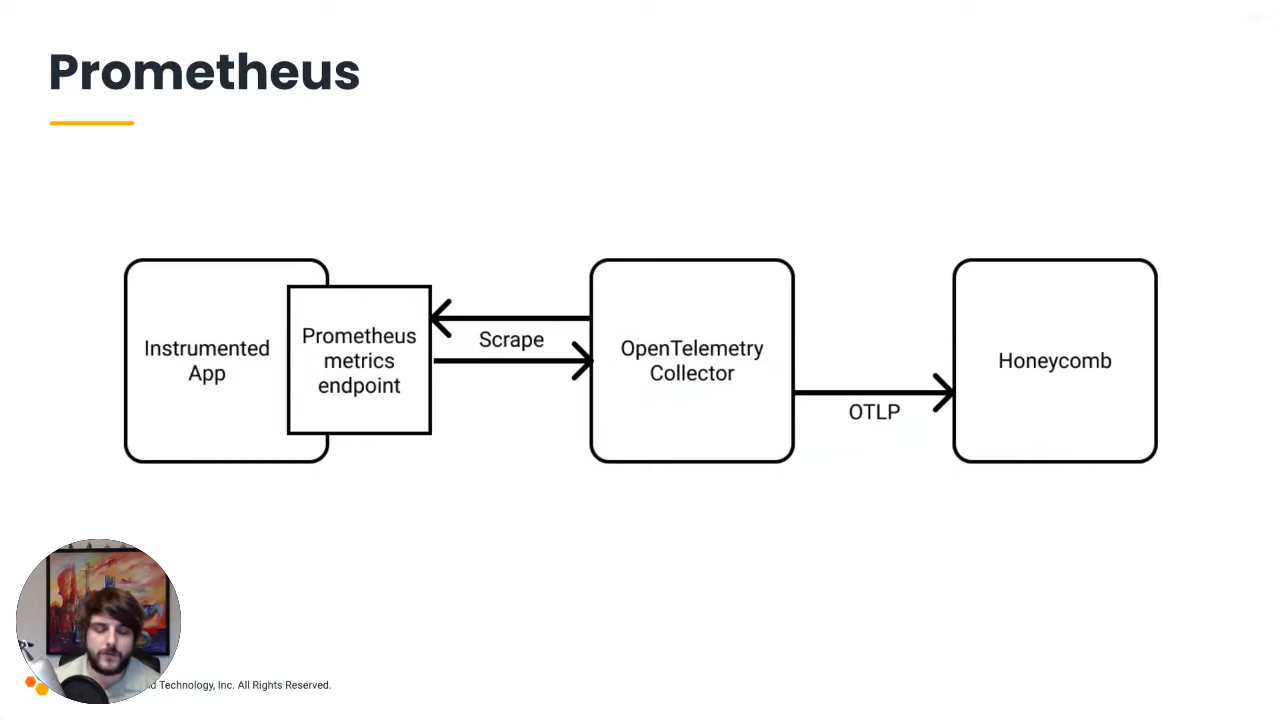 Prometheus
Instrumented
App
Prometheus
metrics
endpoint
Scrape
OpenTelemetry
Collector
OTLP
Honeycomb
Technology, Inc. All Rights Reserved.